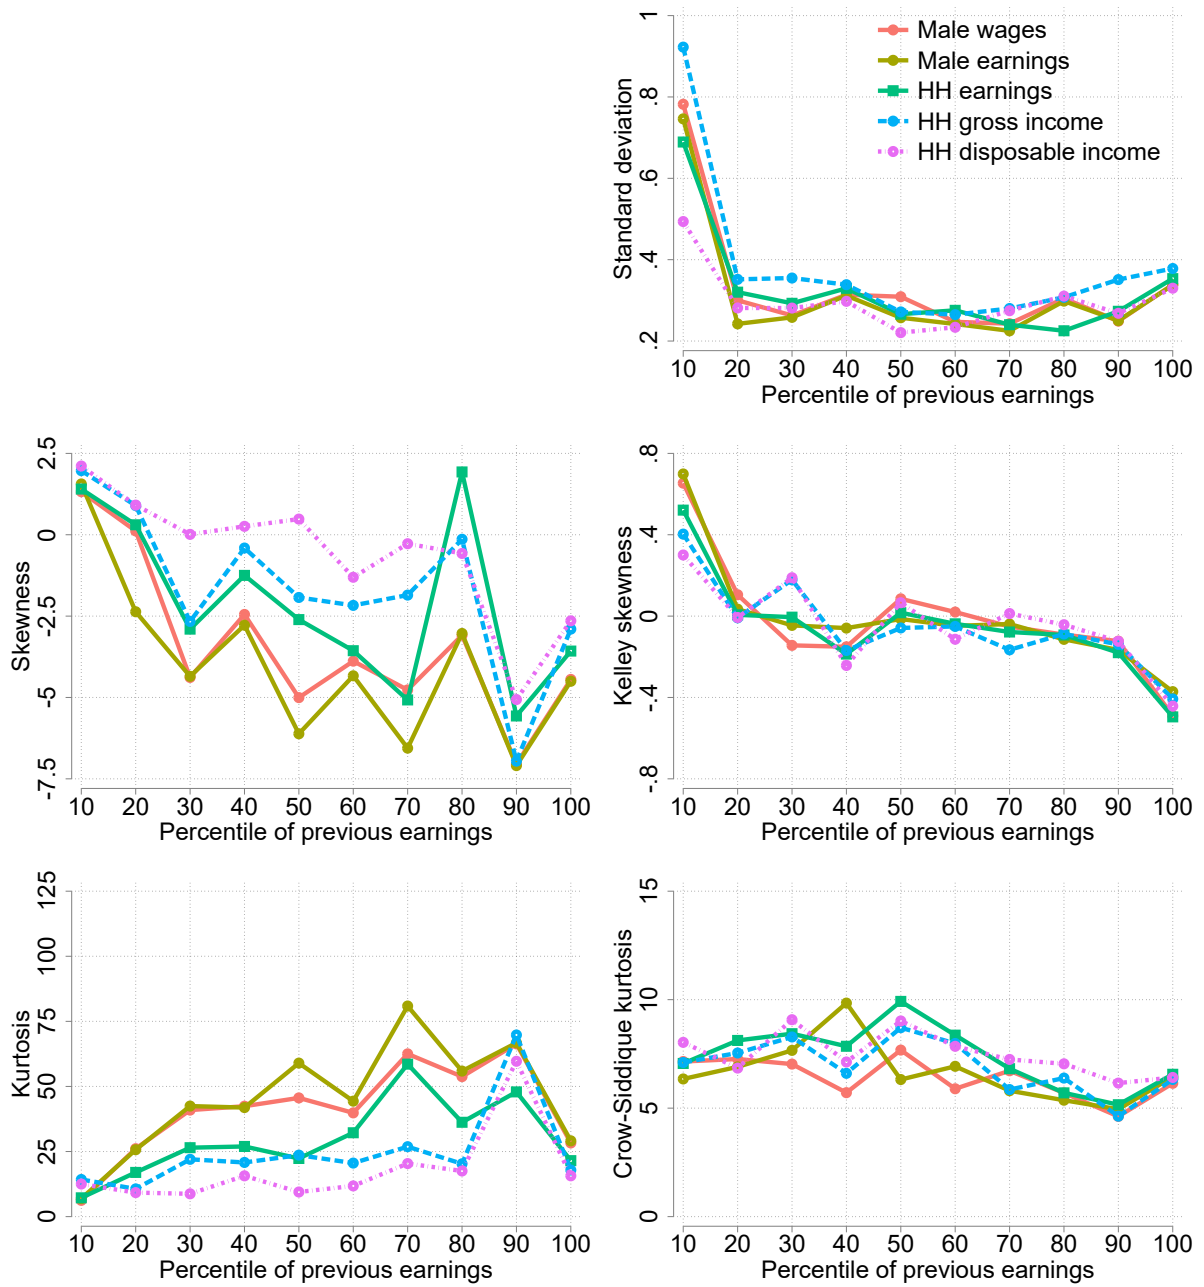 Standard deviation
1
.8
.6
.4
.2
Male wages
Male earnings
HH earnings
HH gross income
HH disposable income
10 20 30 40 50 60 70 80 90 100
Percentile of previous earnings
Skewness
2.5
0
-2.5
-5
-7.5
10 20 30 40 50 60 70 80 90 100
Percentile of previous earnings
Kelley skewness
.8
.4
0
-.4
-.8
10 20 30 40 50 60 70 80 90 100
Percentile of previous earnings
Kurtosis
125
100
75
50
25
0
10 20 30 40 50 60 70 80 90 100
Percentile of previous earnings
Crow-Siddique kurtosis
15
10
5
0
10 20 30 40 50 60 70 80 90 100
Percentile of previous earnings